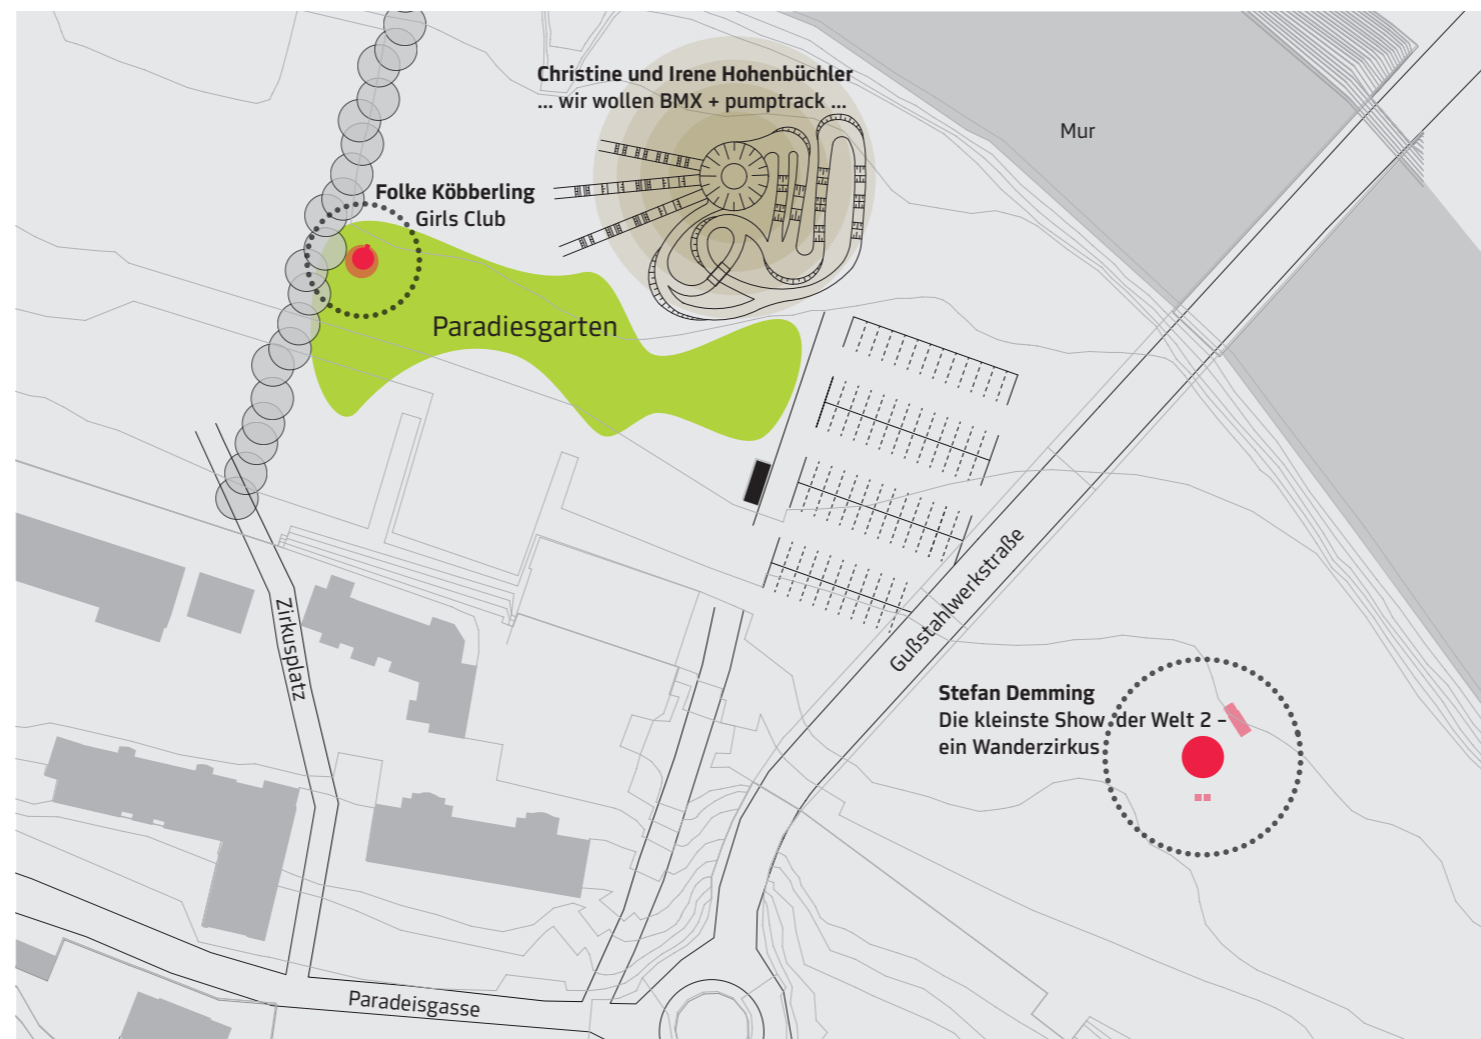 Christine und Irene Hohenbüchler
... wir wollen BMX + pumptrack ...
Mur
Folke Köbberling
Girls Club
Paradiesgarten
Gußstahlwerkstraße
Zirkusplatz
Stefan Demming
Die kleinste Show der Welt 2 –
ein Wanderzirkus
Paradeisgasse